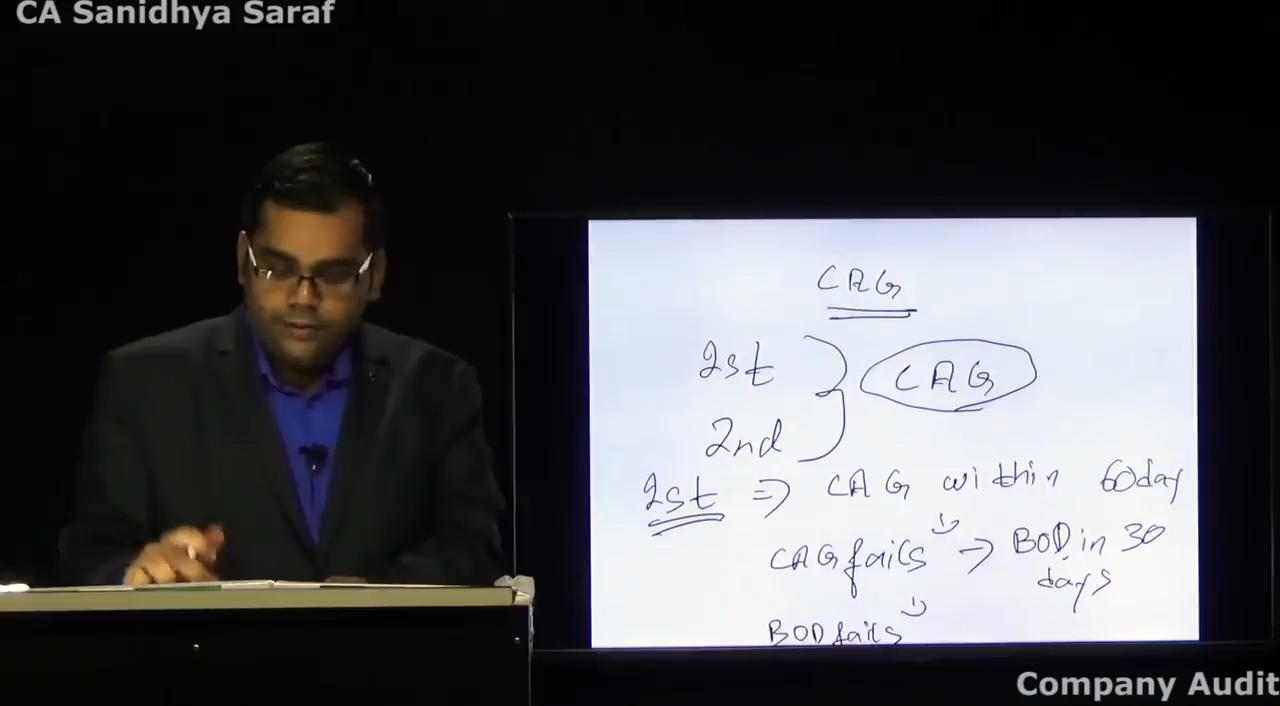 CA Sanidhya Saraf
CAG
1st
2nd
CAG
1st => CAG within 60 day
CAG fails -> BOD in 30
days
BOD fails
Company Audit